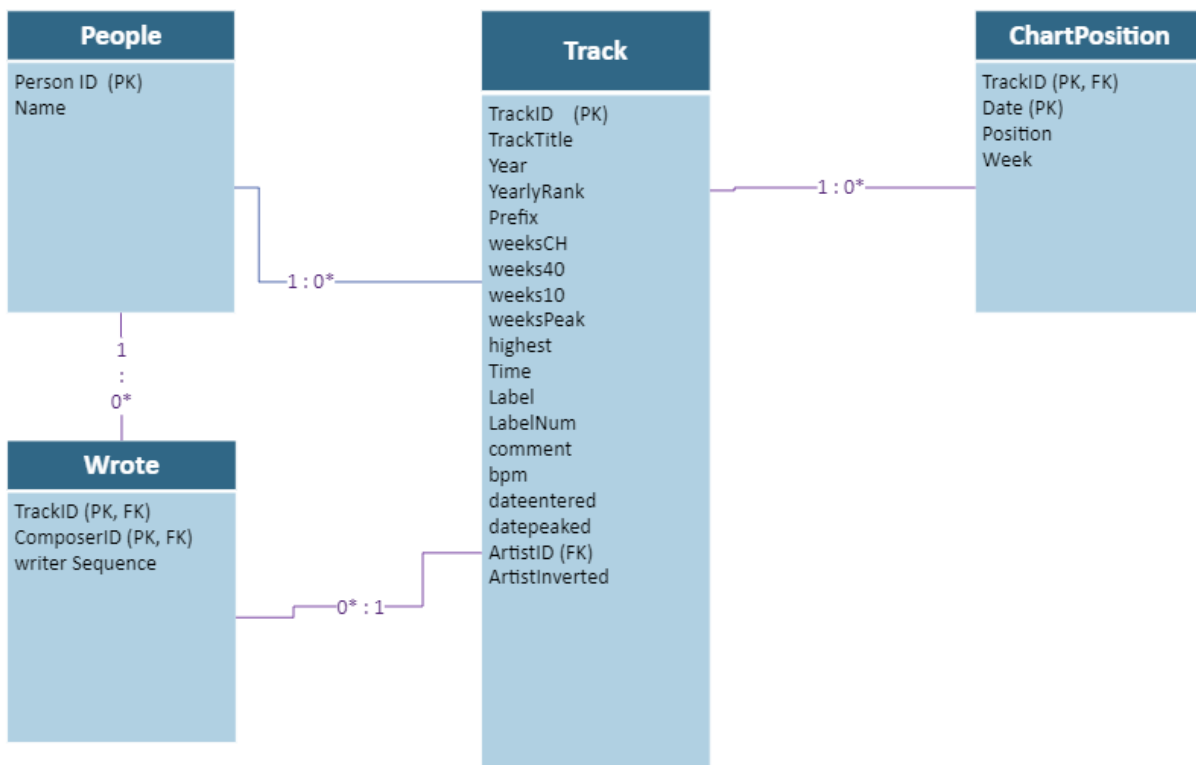 People
Person ID (PK)
Name
1 : 0*
1
:
0*
Wrote
TrackID (PK, FK)
ComposerID (PK, FK)
writer Sequence
0* : 1
Track
TrackID (PK)
TrackTitle
Year
YearlyRank
Prefix
weeksCH
weeks40
weeks10
weeksPeak
highest
Time
Label
LabelNum
comment
bpm
dateentered
datepeaked
ArtistID (FK)
ArtistInverted
1 : 0*
ChartPosition
TrackID (PK, FK)
Date (PK)
Position
Week